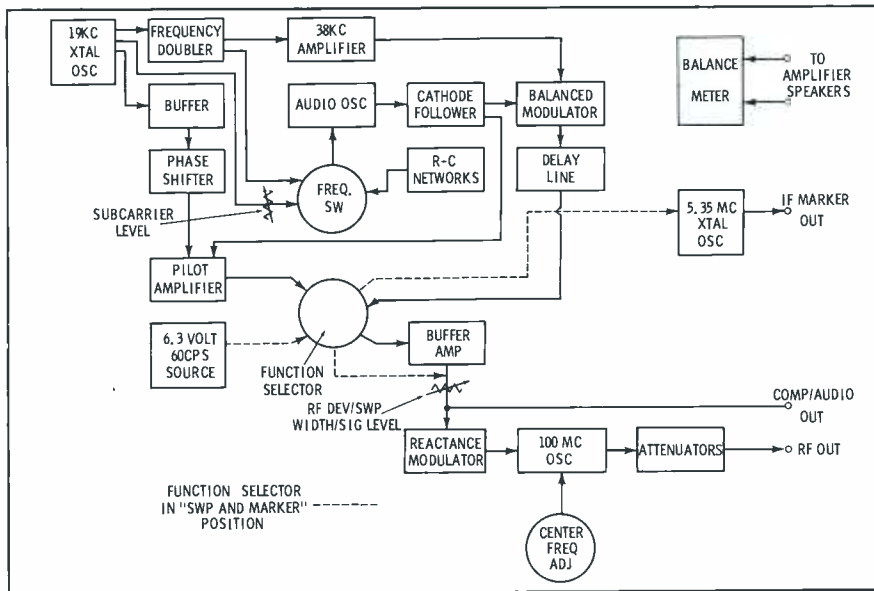 19KC
XTAL
OSC
FREQUENCY
DOUBLER
38KC
AMPLIFIER
BALANCE
METER
TO
AMPLIFIER
SPEAKERS
BUFFER
AUDIO OSC
CATHODE
FOLLOWER
BALANCED
MODULATOR
PHASE
SHIFTER
FREQ.
SW
R-C
NETWORKS
DELAY
LINE
SUBCARRIER
LEVEL
5.35 MC
XTAL
OSC
IF MARKER
OUT
PILOT
AMPLIFIER
6.3 VOLT
60CPS
SOURCE
FUNCTION
SELECTOR
BUFFER
AMP
RF DEV/SWP
WIDTH/SIG LEVEL
COMP/AUDIO
OUT
REACTANCE
MODULATOR
100 MC
OSC
ATTENUATORS
RF OUT
FUNCTION SELECTOR
IN "SWP AND MARKER"
POSITION
CENTER
FREQ
ADJ